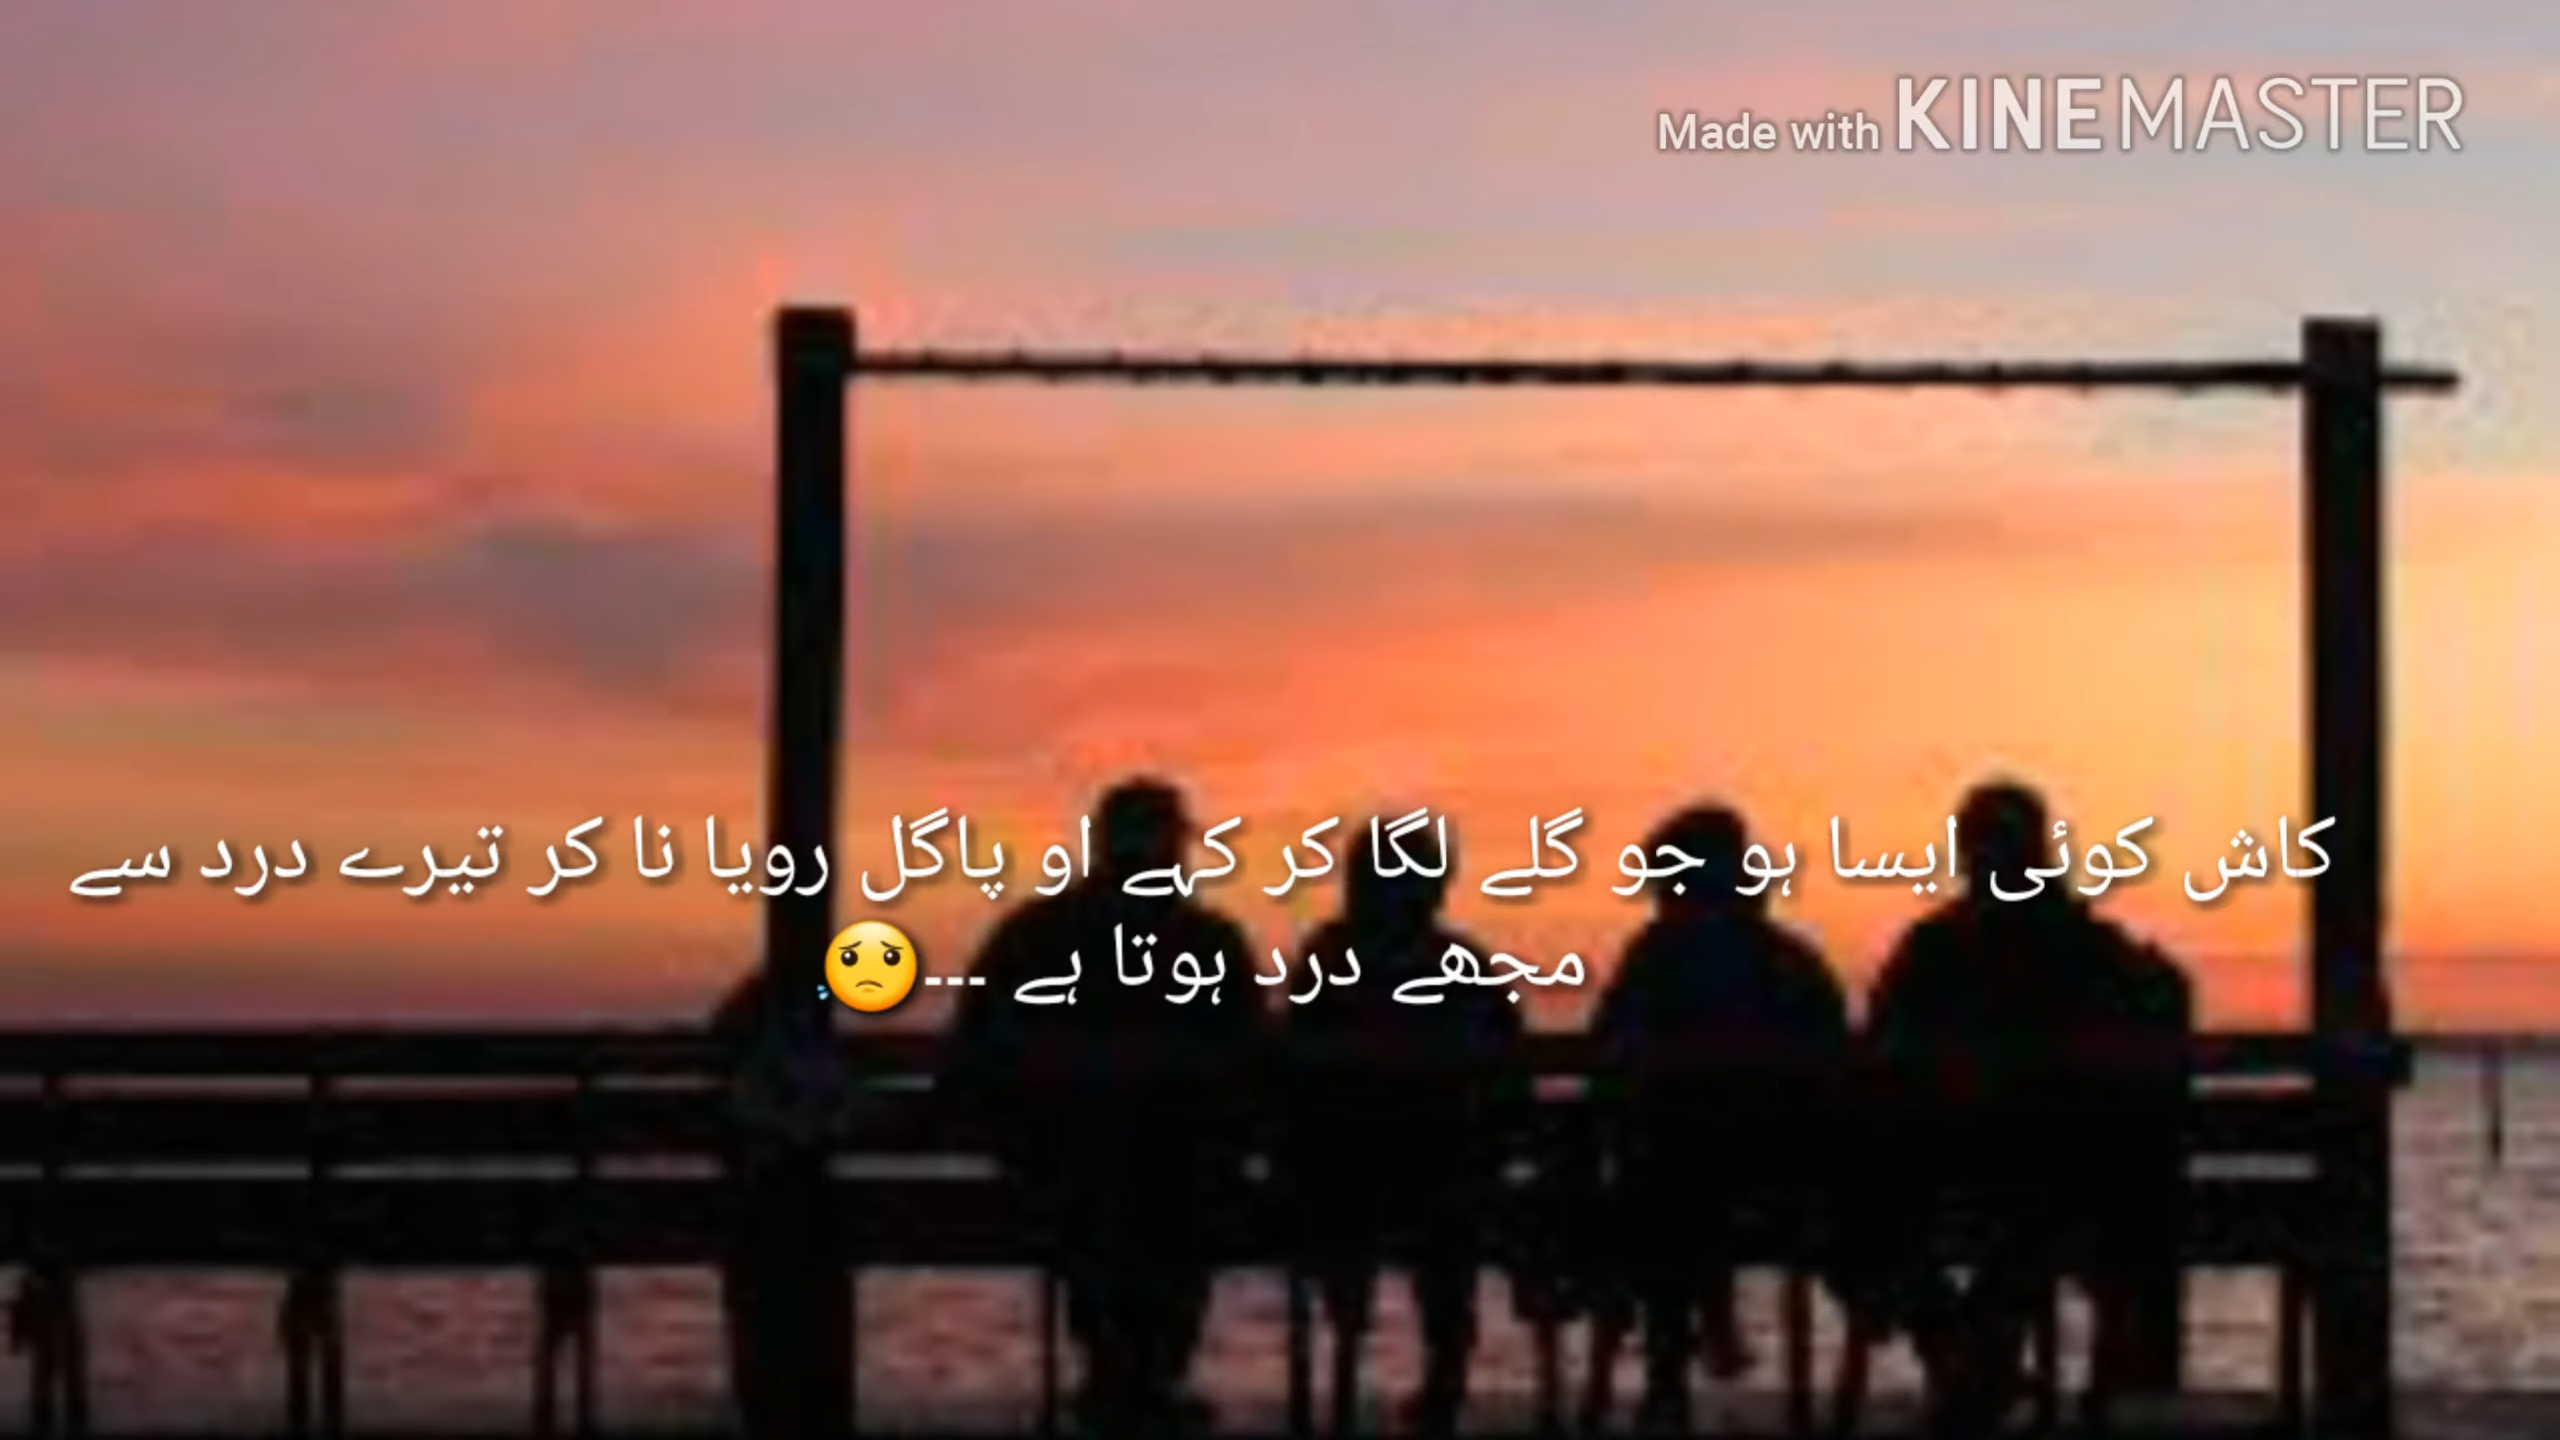 Made with KINEMASTER
کاش کوئی ایسا ہو جو گلے لگا کر کہے او پاگل رویا نا کر تیرے درد سے
مجھے درد ہوتا ہے ---😟